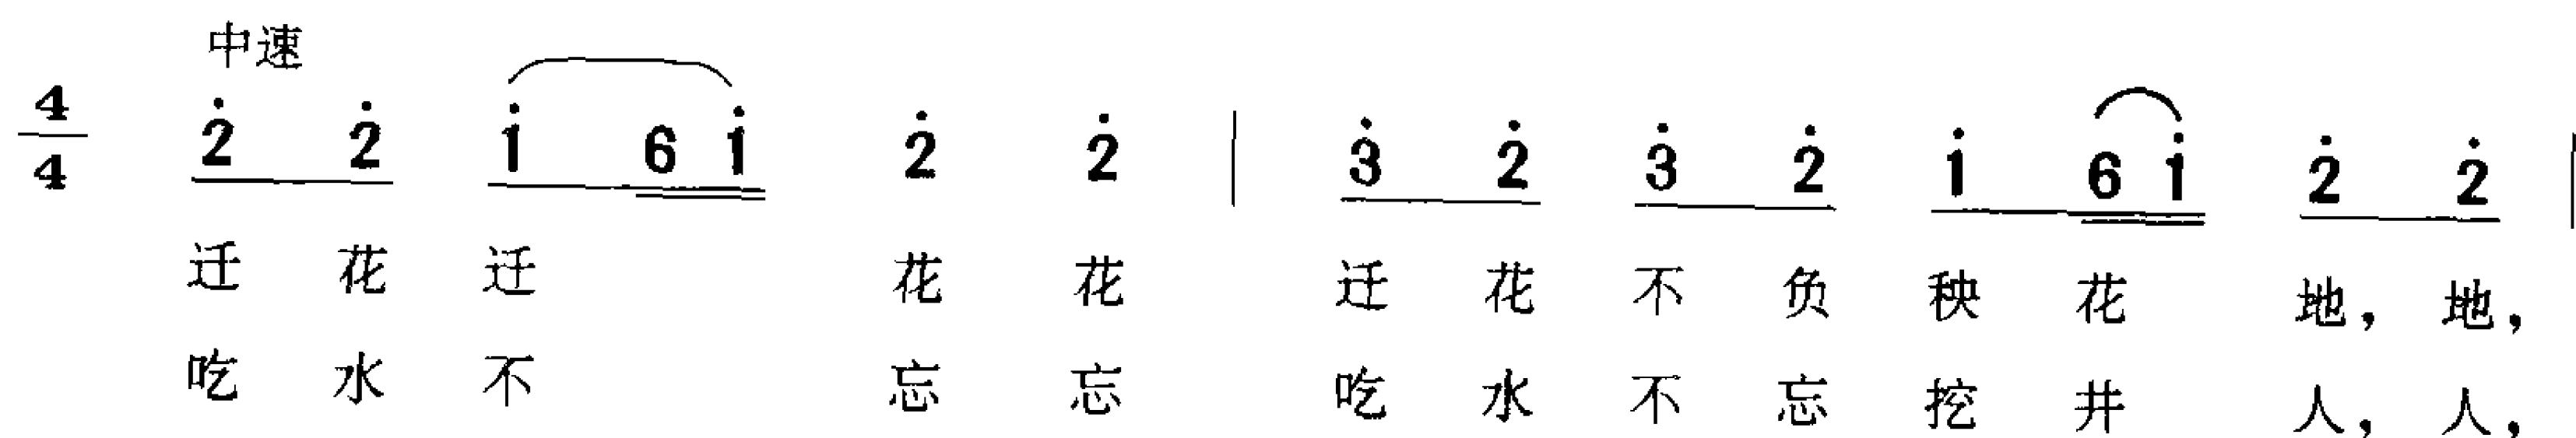 中速
4/4 2̇ 2̇ 1̇ 6 1̇ 2̇ 2̇ | 3̇ 2̇ 3̇ 2̇ 1̇ 6 1̇ 2̇ 2̇ |
迁 花 迁 花 花 迁 花 不 负 秧 花 地， 地，
吃 水 不 忘 忘 吃 水 不 忘 挖 井 人， 人，